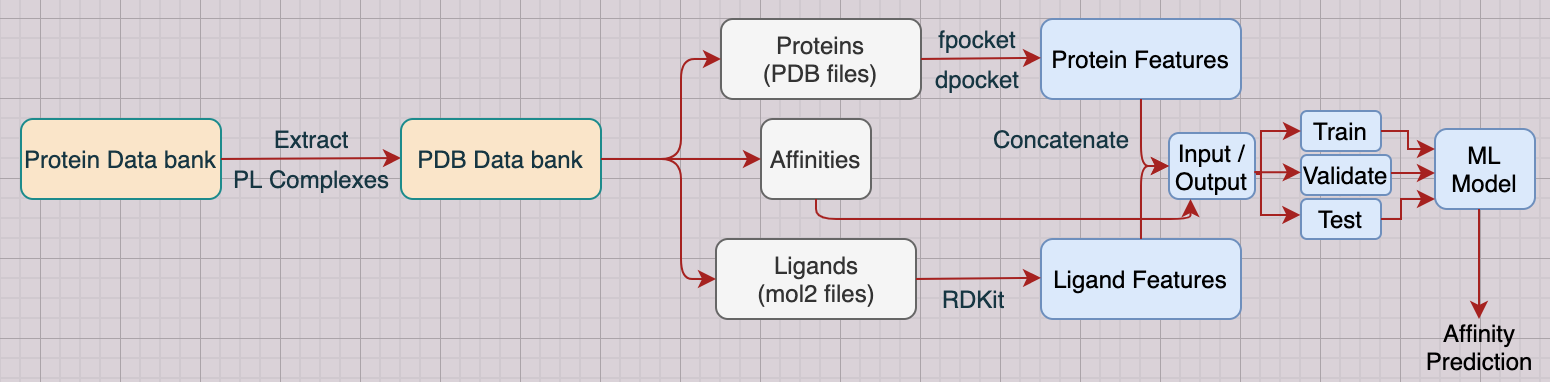 Protein Data bank
Extract
PL Complexes
PDB Data bank
Proteins
(PDB files)
fpocket
dpocket
Protein Features
Affinities
Concatenate
Ligands
(mol2 files)
RDKit
Ligand Features
Input /
Output
Train
Validate
Test
ML
Model
Affinity
Prediction